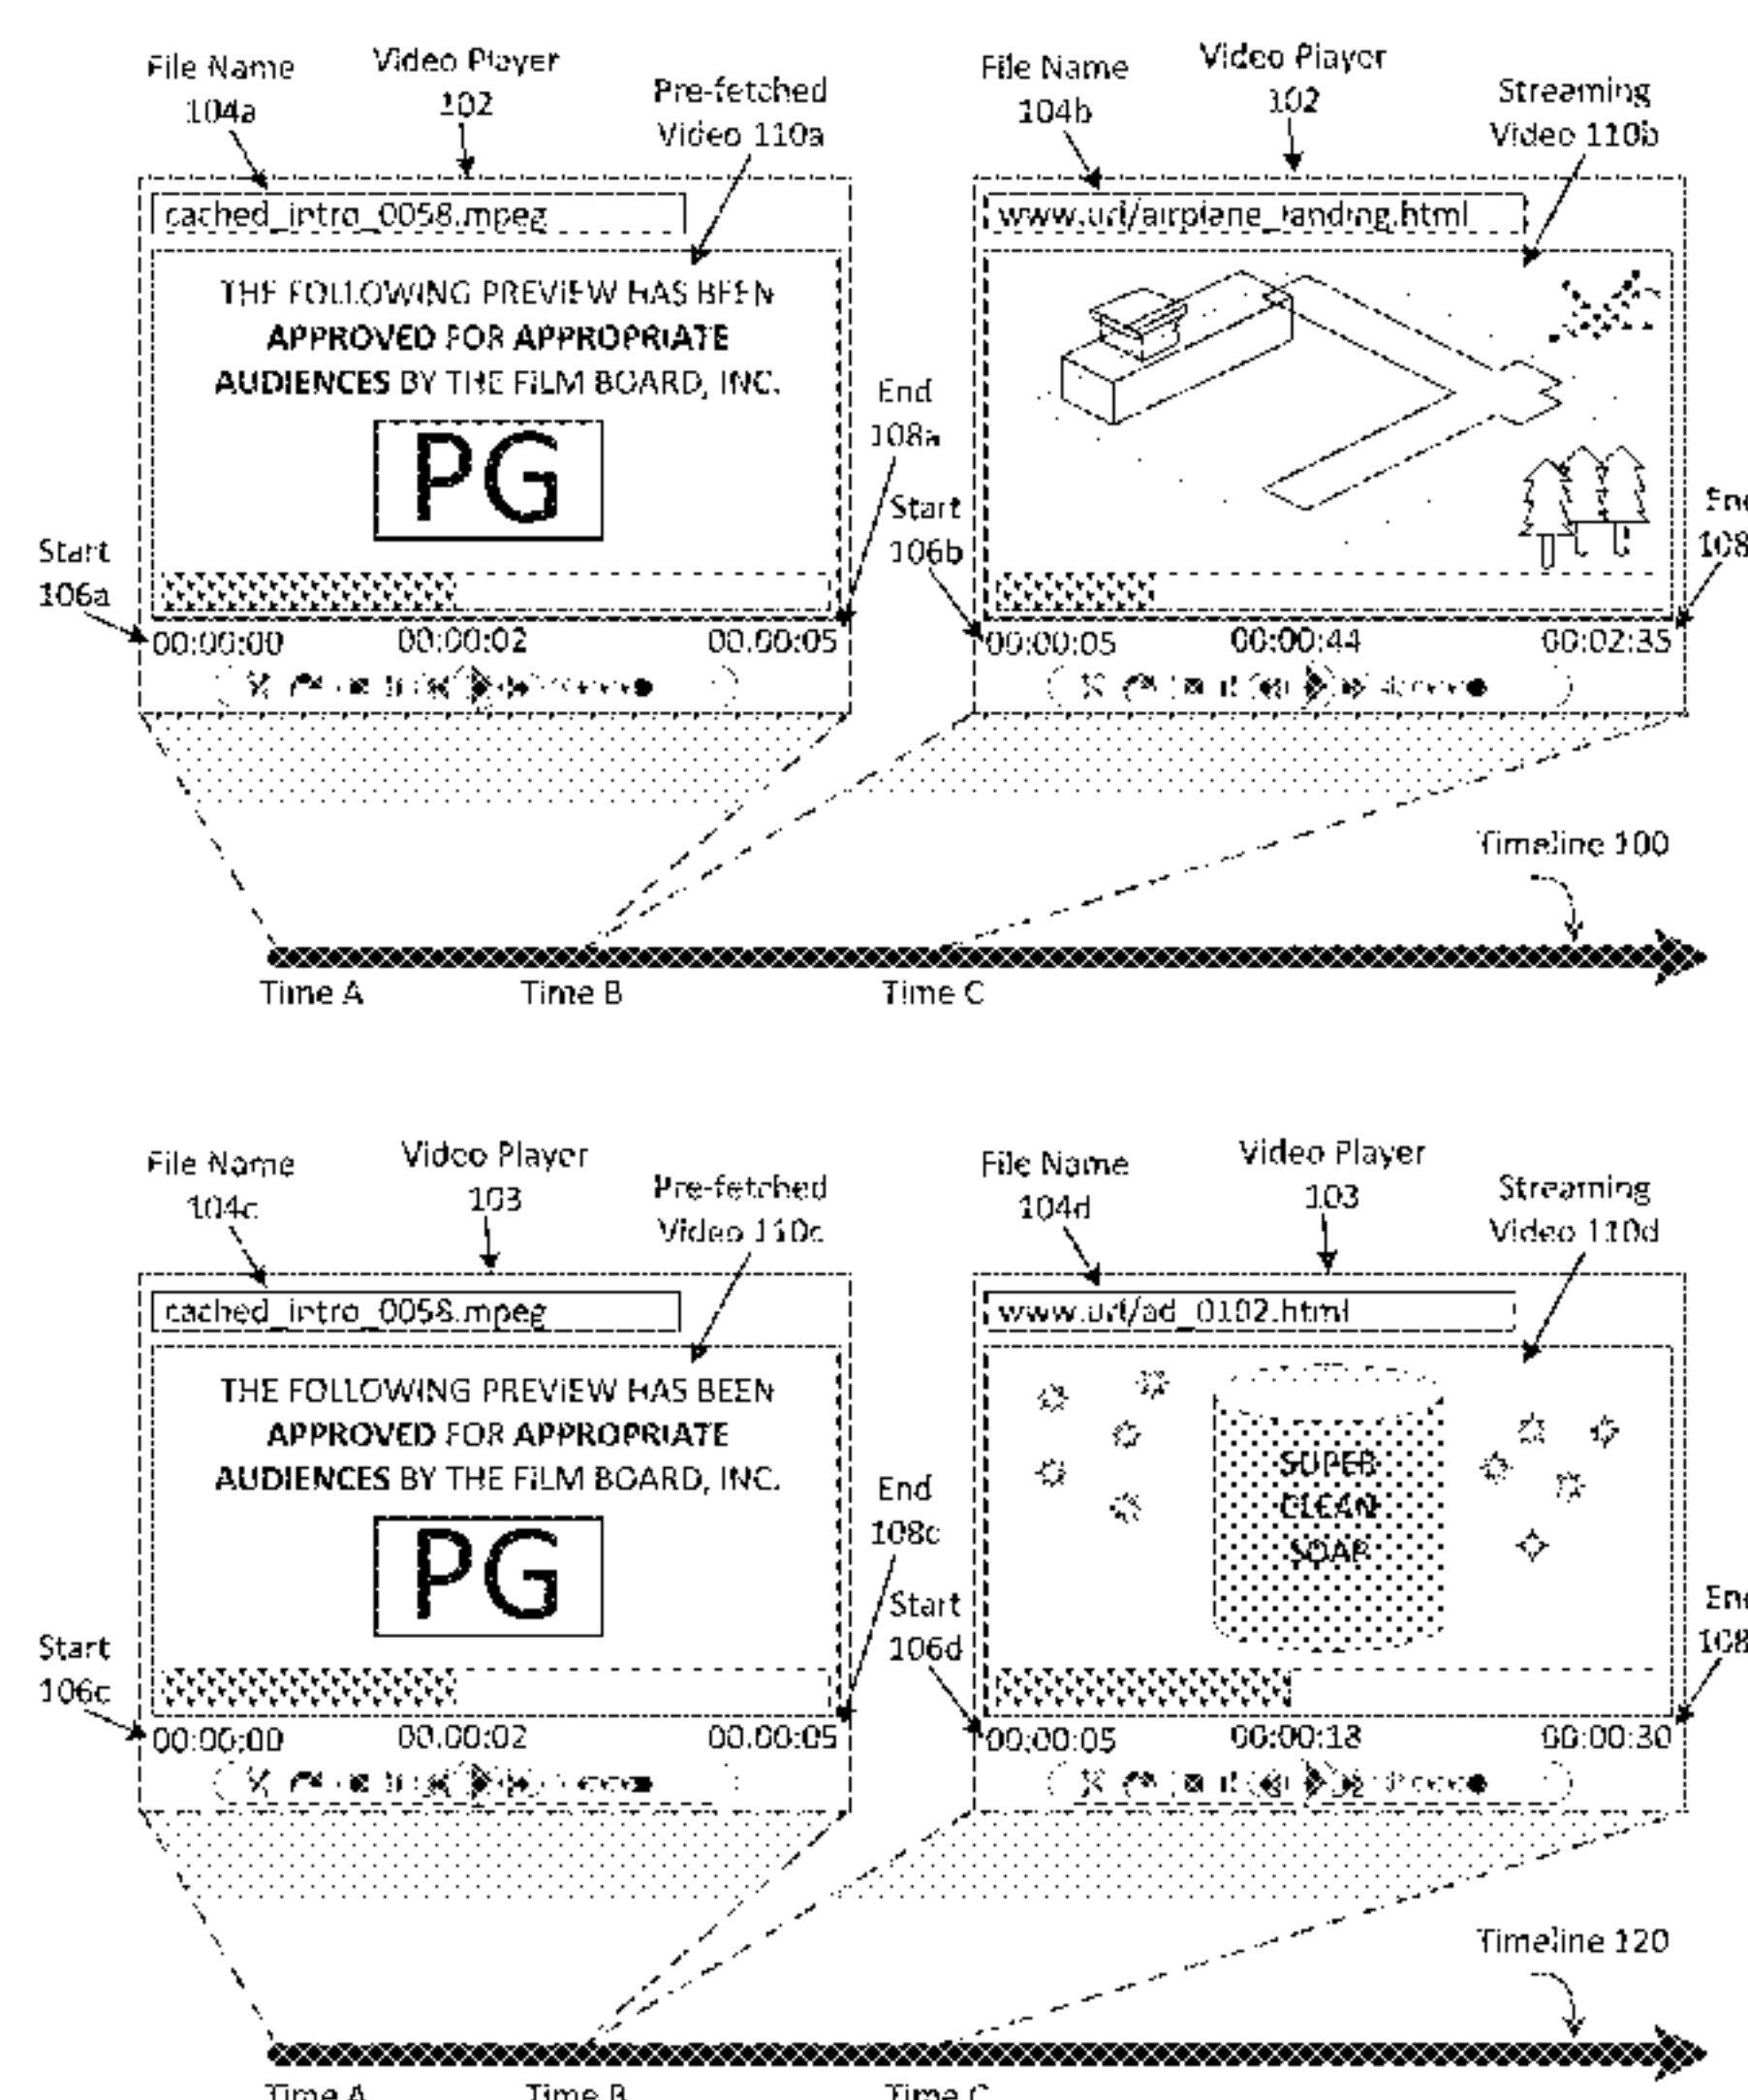 File Name
104a
Video Player
102
Pre-fetched
Video 110a
File Name
104b
Video Player
102
Streaming
Video 110b
cached_intro_0058.mpeg
www.url/airplane_landing.html
THE FOLLOWING PREVIEW HAS BEEN
APPROVED FOR APPROPRIATE
AUDIENCES BY THE FILM BOARD, INC.
PG
End
108a
Start
106b
Start
106a
End
108
00:00:00
00:00:02
00:00:05
00:00:05
00:00:44
00:02:35
Timeline 100
Time A
Time B
Time C
File Name
104c
Video Player
103
Pre-fetched
Video 110c
File Name
104d
Video Player
103
Streaming
Video 110d
cached_intro_0058.mpeg
www.url/ad_0102.html
THE FOLLOWING PREVIEW HAS BEEN
APPROVED FOR APPROPRIATE
AUDIENCES BY THE FILM BOARD, INC.
PG
SUPER
CLEAN
SOAP
End
108c
Start
106d
Start
106c
End
108
00:00:00
00:00:02
00:00:05
00:00:05
00:00:18
00:00:30
Timeline 120
Time A
Time B
Time C